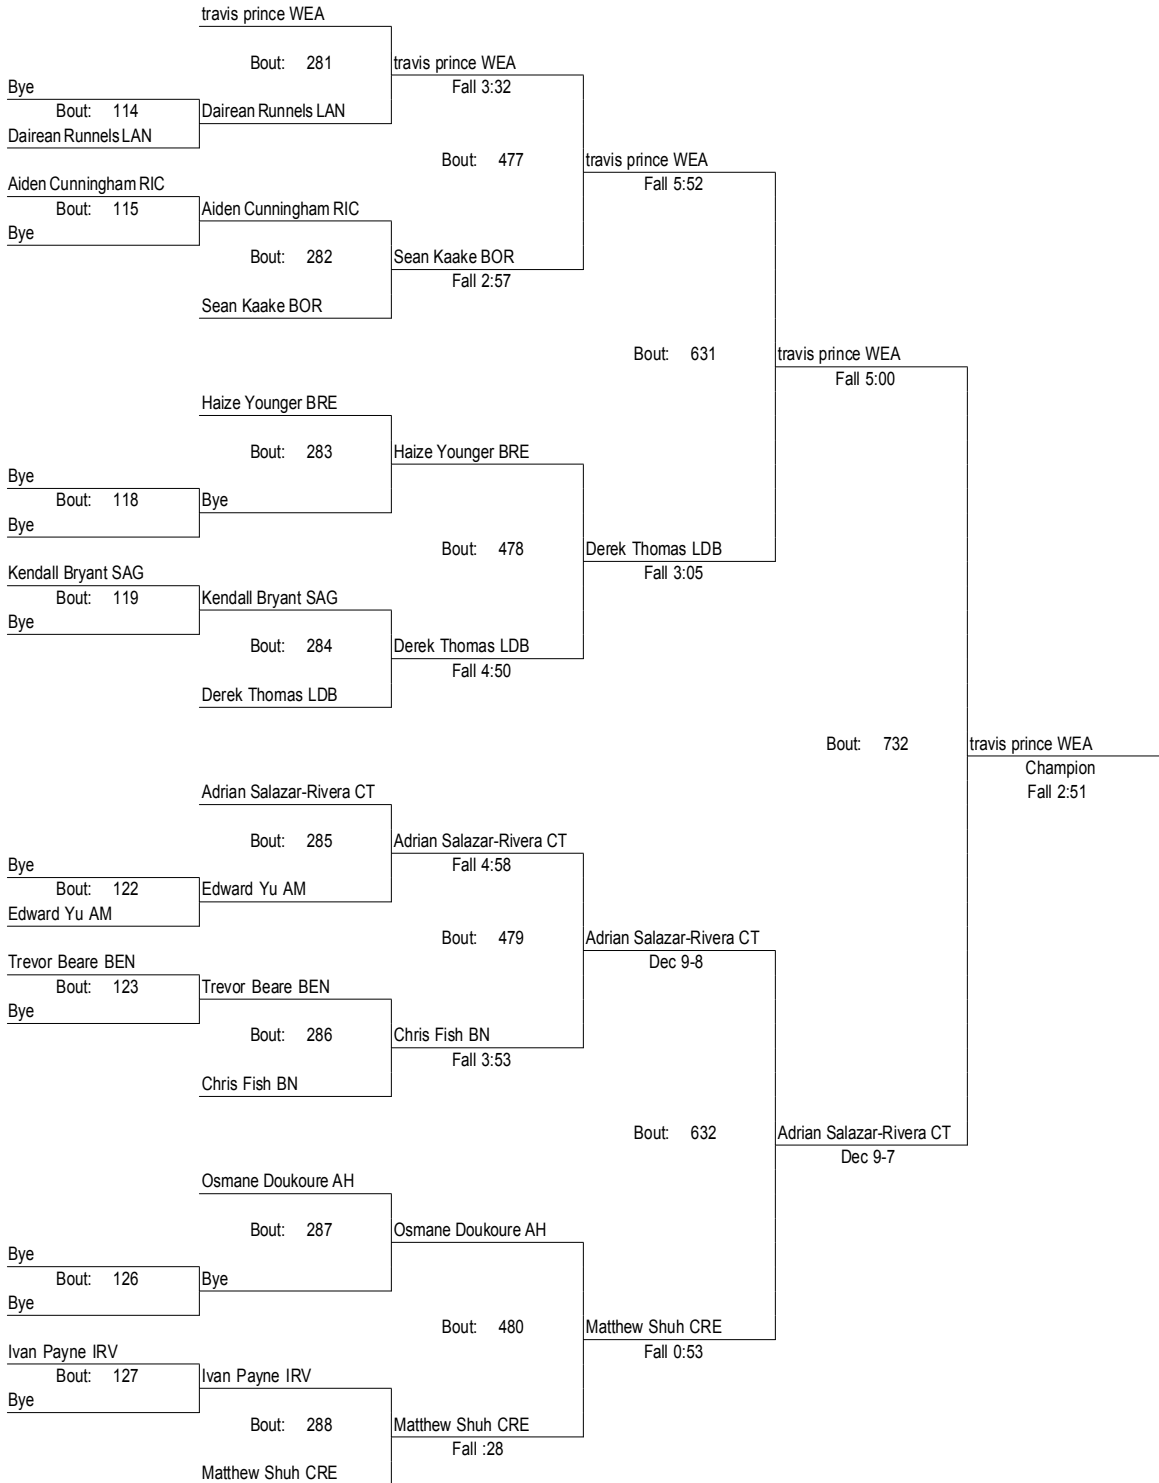 travis prince WEA
Bout: 281
travis prince WEA
Bye
Fall 3:32
Bout: 114
Dairean Runnels LAN
Dairean Runnels LAN
Bout: 477
travis prince WEA
Aiden Cunningham RIC
Fall 5:52
Bout: 115
Aiden Cunningham RIC
Bye
Bout: 282
Sean Kaake BOR
Fall 2:57
Sean Kaake BOR
Bout: 631
travis prince WEA
Fall 5:00
Haize Younger BRE
Bout: 283
Haize Younger BRE
Bye
Bout: 118
Bye
Bye
Bout: 478
Derek Thomas LDB
Kendall Bryant SAG
Fall 3:05
Bout: 119
Kendall Bryant SAG
Bye
Bout: 284
Derek Thomas LDB
Fall 4:50
Derek Thomas LDB
Bout: 732
travis prince WEA
Champion
Fall 2:51
Adrian Salazar-Rivera CT
Bout: 285
Adrian Salazar-Rivera CT
Bye
Fall 4:58
Bout: 122
Edward Yu AM
Edward Yu AM
Bout: 479
Adrian Salazar-Rivera CT
Trevor Beare BEN
Dec 9-8
Bout: 123
Trevor Beare BEN
Bye
Bout: 286
Chris Fish BN
Fall 3:53
Chris Fish BN
Bout: 632
Adrian Salazar-Rivera CT
Dec 9-7
Osmane Doukoure AH
Bout: 287
Osmane Doukoure AH
Bye
Bout: 126
Bye
Bye
Bout: 480
Matthew Shuh CRE
Ivan Payne IRV
Fall 0:53
Bout: 127
Ivan Payne IRV
Bye
Bout: 288
Matthew Shuh CRE
Fall :28
Matthew Shuh CRE